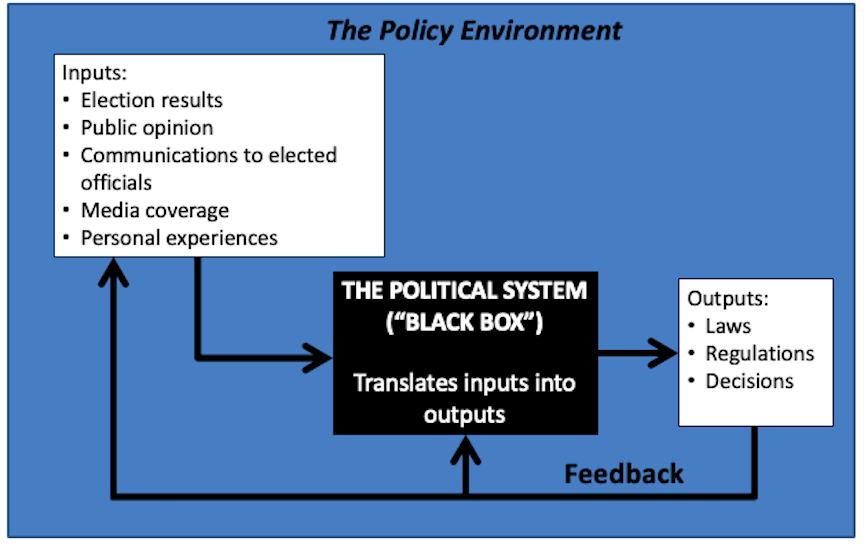 The Policy Environment
Inputs:
• Election results
• Public opinion
• Communications to elected
officials
• Media coverage
• Personal experiences
THE POLITICAL SYSTEM
(“BLACK BOX”)
Translates inputs into
outputs
Outputs:
• Laws
• Regulations
• Decisions
Feedback